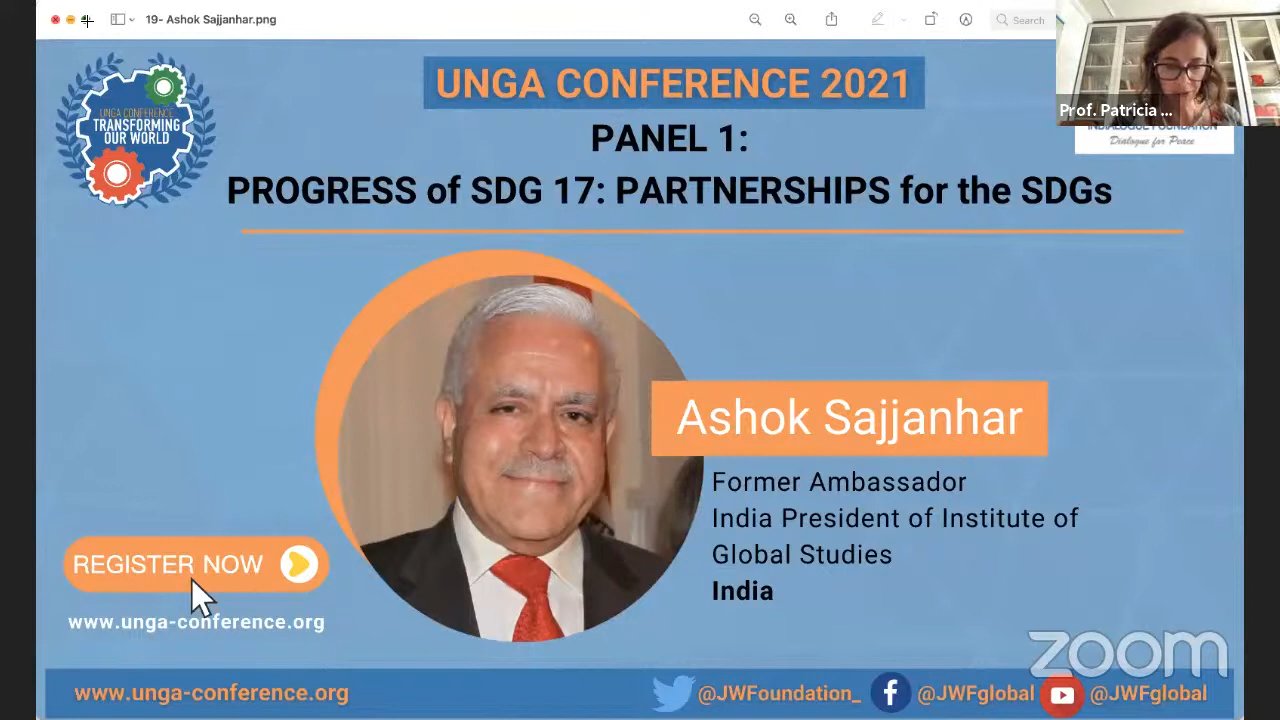 19- Ashok Sajjanhar.png
Search
Prof. Patricia ...
UNGA CONFERENCE
TRANSFORMING
OUR WORLD
UNGA CONFERENCE 2021
PANEL 1:
PROGRESS of SDG 17: PARTNERSHIPS for the SDGs
INDIALOGUE FOUNDATION
Dialogue for Peace
Ashok Sajjanhar
Former Ambassador
India President of Institute of
Global Studies
India
REGISTER NOW
www.unga-conference.org
zoom
www.unga-conference.org
@JWFoundation_
@JWFglobal
@JWFglobal